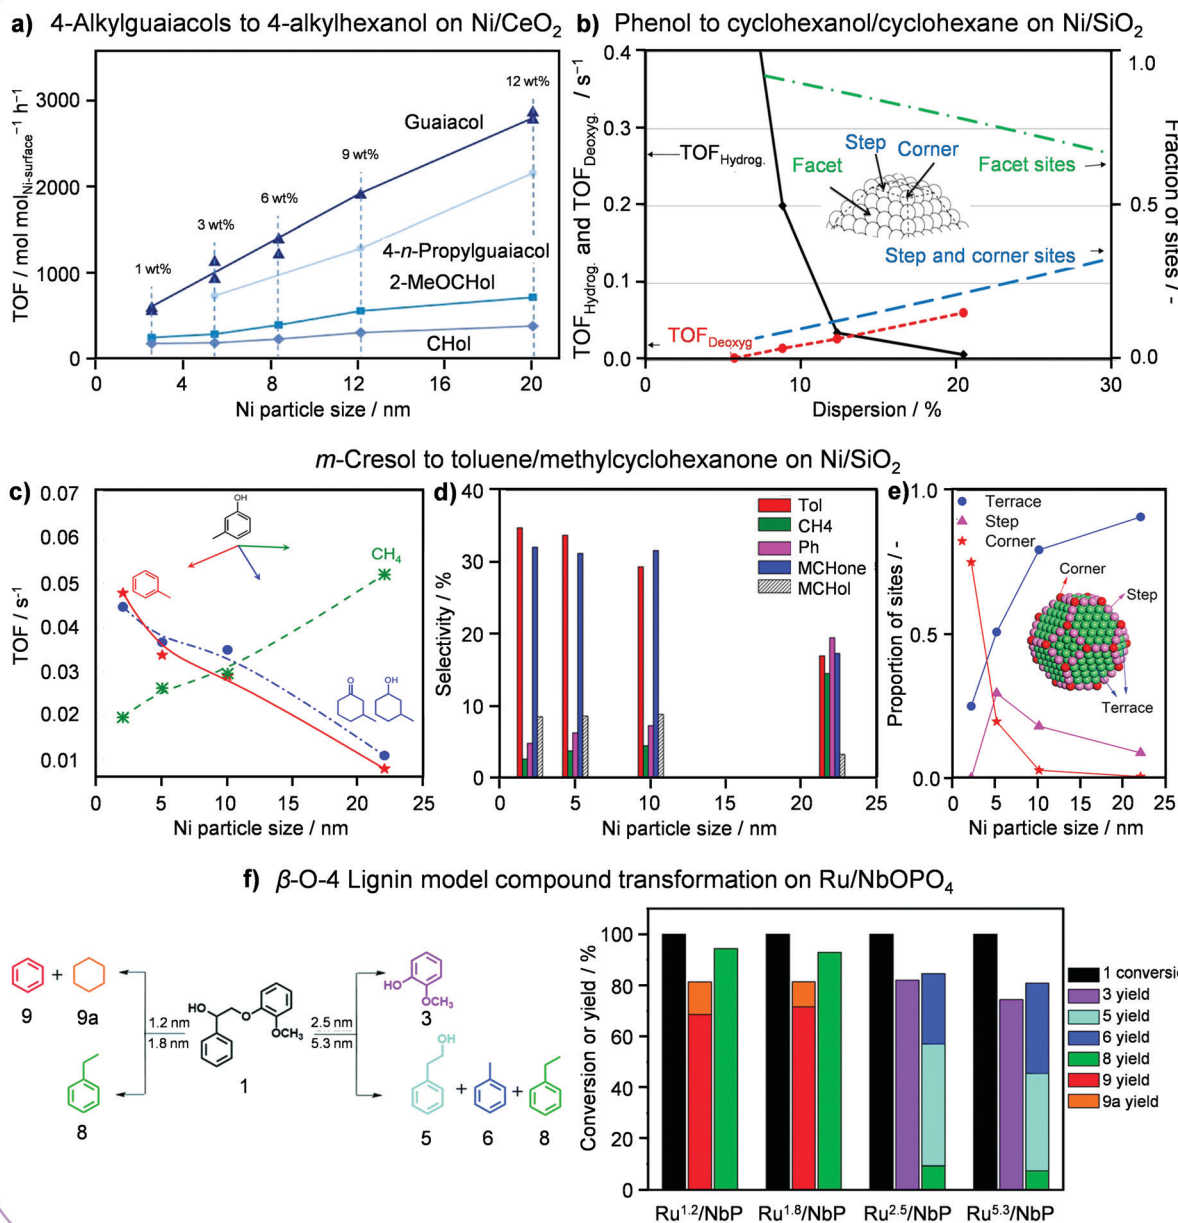 a) 4-Alkylguaiacols to 4-alkylhexanol on Ni/CeO₂
TOF / mol mol_Ni-surface⁻¹ h⁻¹
3000
2000
1000
0
1 wt%
3 wt%
6 wt%
9 wt%
12 wt%
Guaiacol
4-n-Propylguaiacol
2-MeOCHol
CHol
0 4 8 12 16 20
Ni particle size / nm
b) Phenol to cyclohexanol/cyclohexane on Ni/SiO₂
TOF_Hydrog. and TOF_Deoxyg. / s⁻¹
0.4
0.3
0.2
0.1
0.0
TOF_Hydrog.
TOF_Deoxyg
Facet
Step
Corner
Facet sites
Step and corner sites
1.0
0.5
0.0
Fraction of sites / -
0 10 20 30
Dispersion / %
m-Cresol to toluene/methylcyclohexanone on Ni/SiO₂
c)
TOF / s⁻¹
0.07
0.06
0.05
0.04
0.03
0.02
0.01
OH
CH₄
O
OH
0 5 10 15 20 25
Ni particle size / nm
d)
Selectivity / %
40
30
20
10
0
Tol
CH4
Ph
MCHone
MCHol
0 5 10 15 20 25
Ni particle size / nm
e)
Proportion of sites / -
1.0
0.5
0.0
Terrace
Step
Corner
Corner
Step
Terrace
0 5 10 15 20 25
Ni particle size / nm
f) β-O-4 Lignin model compound transformation on Ru/NbOPO₄
9 + 9a
8
1.2 nm
1.8 nm
HO
O
OCH₃
1
2.5 nm
5.3 nm
HO
OCH₃
3
OH
5 + 6 + 8
Conversion or yield / %
100
80
60
40
20
0
Ru¹·²/NbP Ru¹·⁸/NbP Ru²·⁵/NbP Ru⁵·³/NbP
1 conversi
3 yield
5 yield
6 yield
8 yield
9 yield
9a yield